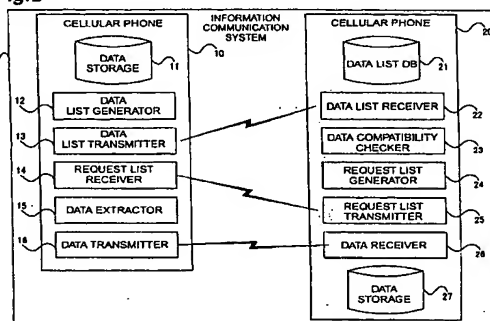 Fig.2
INFORMATION
COMMUNICATION
SYSTEM
CELLULAR PHONE
10
DATA
STORAGE
11
12
DATA
LIST GENERATOR
13
DATA
LIST TRANSMITTER
14
REQUEST LIST
RECEIVER
15
DATA EXTRACTOR
16
DATA TRANSMITTER
CELLULAR PHONE
DATA LIST DB
21
DATA LIST RECEIVER
22
DATA COMPATIBILITY
CHECKER
23
REQUEST LIST
GENERATOR
24
REQUEST LIST
TRANSMITTER
25
DATA RECEIVER
26
DATA
STORAGE
27